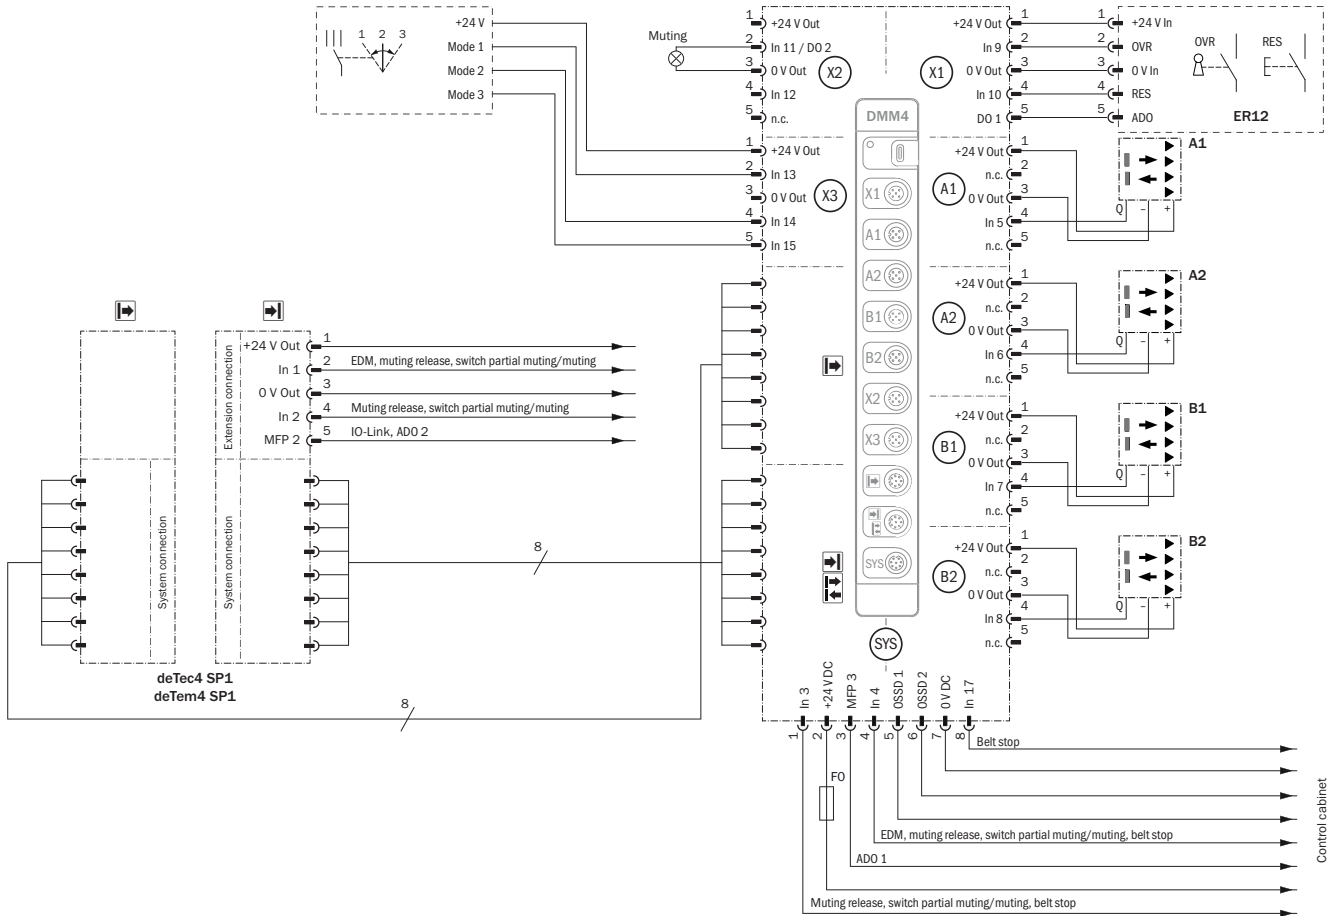 +24 V
1 2 3
Mode 1
Mode 2
Mode 3
Muting
1 +24 V Out
2 In 11 / DO 2
3 0 V Out
4 In 12
5 n.c.
X2
X1
+24 V Out 1
In 9 2
0 V Out 3
In 10 4
DO 1 5
1 +24 V In
2 OVR
3 0 V In
4 RES
5 ADO
OVR
RES
ER12
DMM4
X1
A1
A2
B1
B2
X2
X3
SYS
1 +24 V Out
2 In 13
3 0 V Out
4 In 14
5 In 15
X3
A1
+24 V Out 1
n.c. 2
0 V Out 3
In 5 4
n.c. 5
A1
Q – +
A2
+24 V Out 1
n.c. 2
0 V Out 3
In 6 4
n.c. 5
A2
Q – +
B1
+24 V Out 1
n.c. 2
0 V Out 3
In 7 4
n.c. 5
B1
Q – +
B2
+24 V Out 1
n.c. 2
0 V Out 3
In 8 4
n.c. 5
B2
Q – +
Extension connection
+24 V Out 1
In 1 2 EDM, muting release, switch partial muting/muting
0 V Out 3
In 2 4 Muting release, switch partial muting/muting
MFP 2 5 IO-Link, ADO 2
System connection
System connection
8
deTec4 SP1
deTem4 SP1
8
SYS
In 3
+24 V DC
MFP 3
In 4
OSSD 1
OSSD 2
0 V DC
In 17
1 2 3 4 5 6 7 8
Belt stop
F0
EDM, muting release, switch partial muting/muting, belt stop
ADO 1
Muting release, switch partial muting/muting, belt stop
Control cabinet